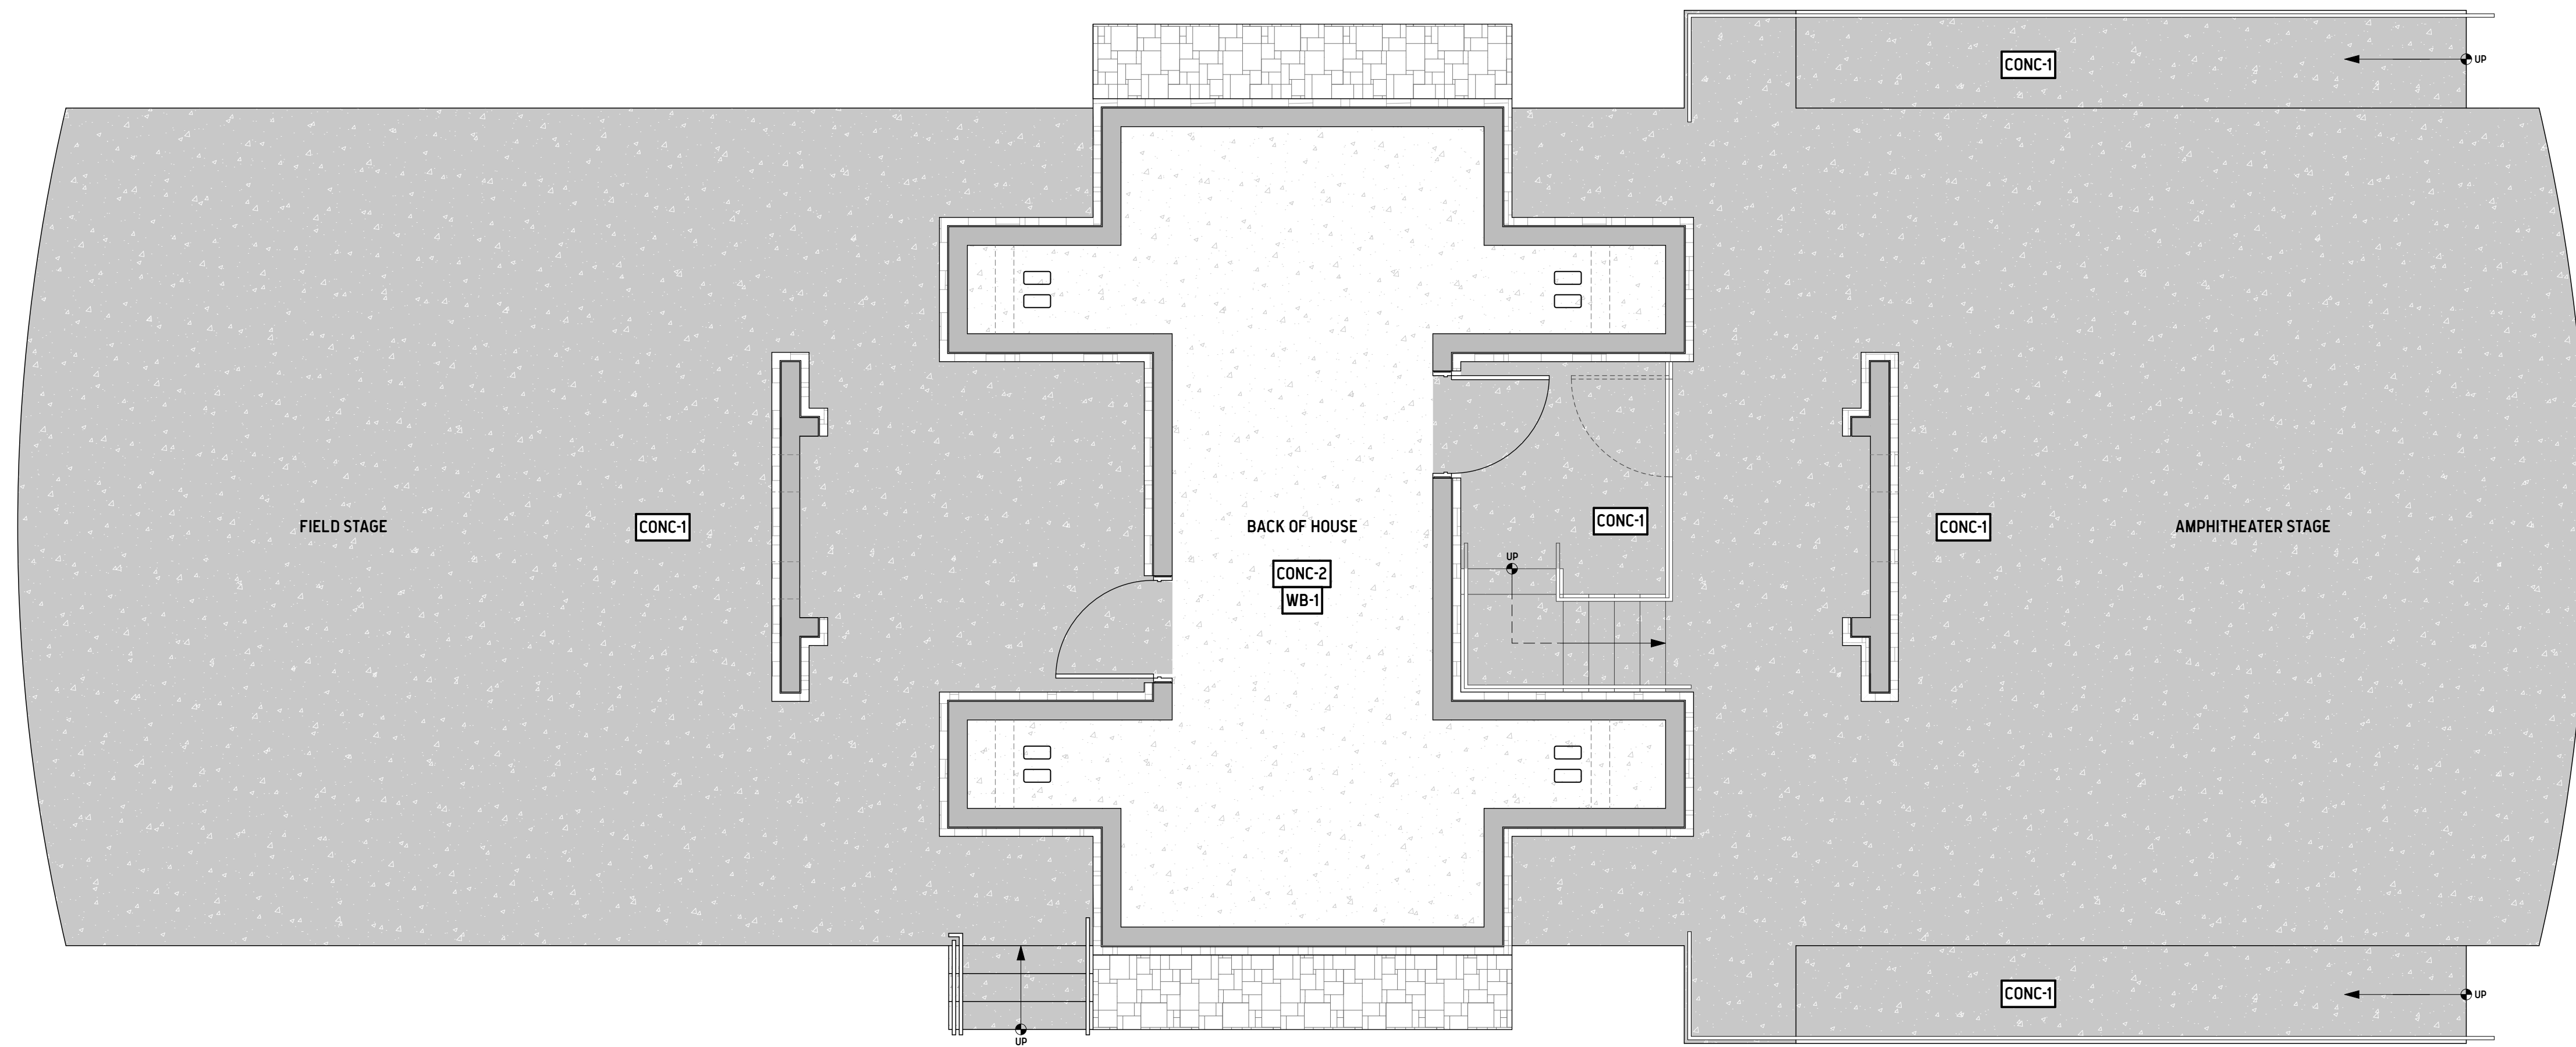 CONC-1
UP
FIELD STAGE
CONC-1
BACK OF HOUSE
CONC-2
WB-1
CONC-1
UP
CONC-1
AMPHITHEATER STAGE
UP
CONC-1
UP